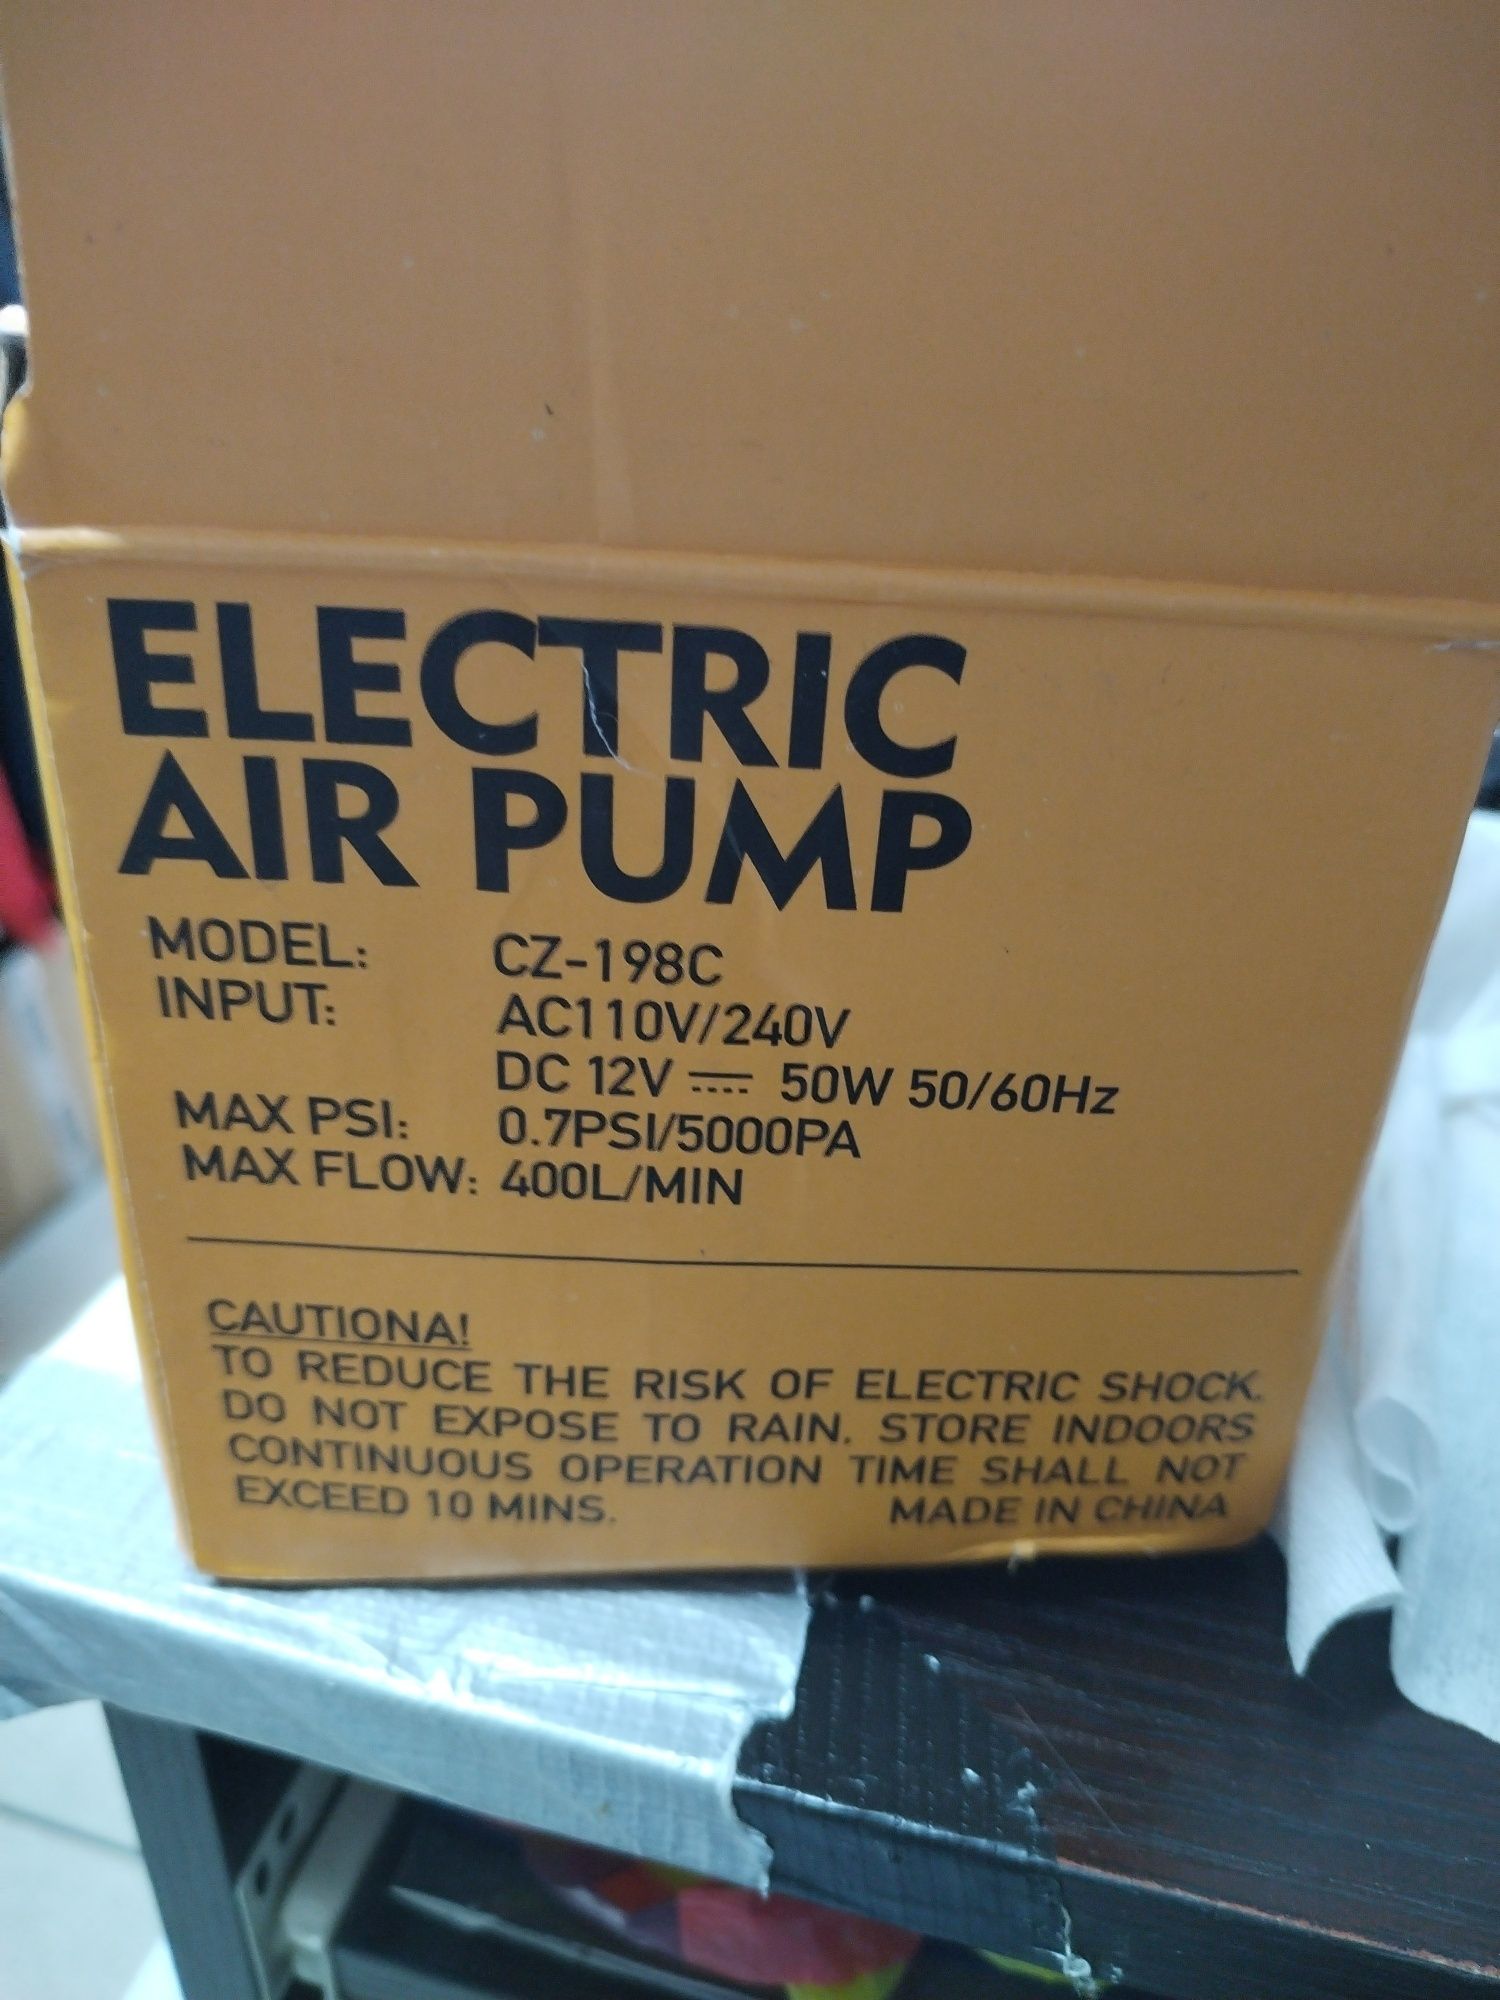 ELECTRIC
AIR PUMP
MODEL: CZ-198C
INPUT: AC110V/240V
DC 12V ⎓ 50W 50/60Hz
MAX PSI: 0.7PSI/5000PA
MAX FLOW: 400L/MIN
CAUTIONA!
TO REDUCE THE RISK OF ELECTRIC SHOCK.
DO NOT EXPOSE TO RAIN. STORE INDOORS
CONTINUOUS OPERATION TIME SHALL NOT
EXCEED 10 MINS. MADE IN CHINA